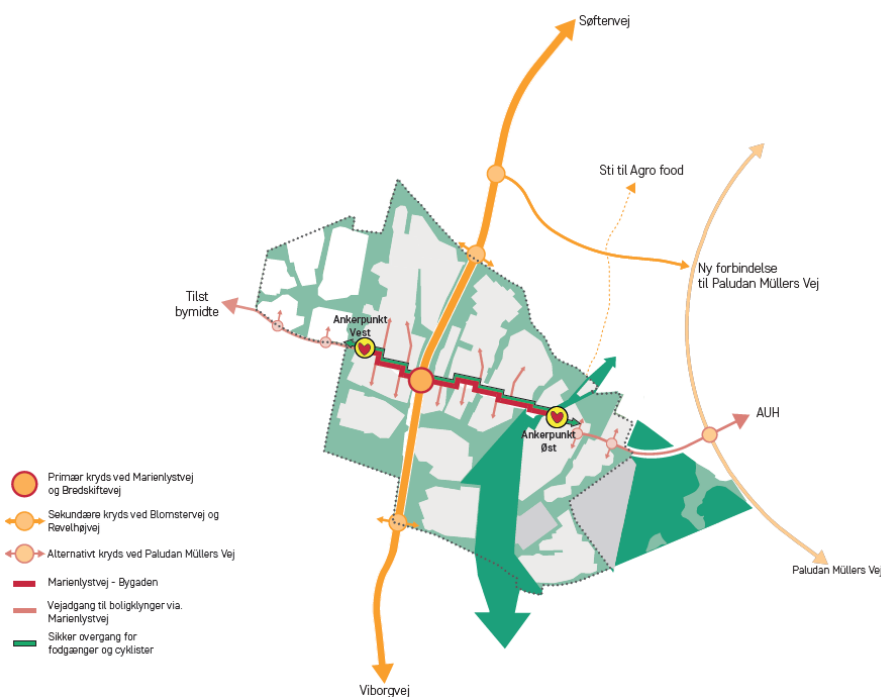 Søftenvej
Sti til Agro food
Ny forbindelse
til Paludan Müllers Vej
Tilst
bymidte
Ankerpunkt
Vest
Ankerpunkt
Øst
AUH
Paludan Müllers Vej
Viborgvej
Primær kryds ved Marienlystvej
og Bredskiftevej
Sekundære kryds ved Blomstervej og
Revelhøjvej
Alternativt kryds ved Paludan Müllers Vej
Marienlystvej - Bygaden
Vejadgang til boligklynger via.
Marienlystvej
Sikker overgang for
fodgænger og cyklister